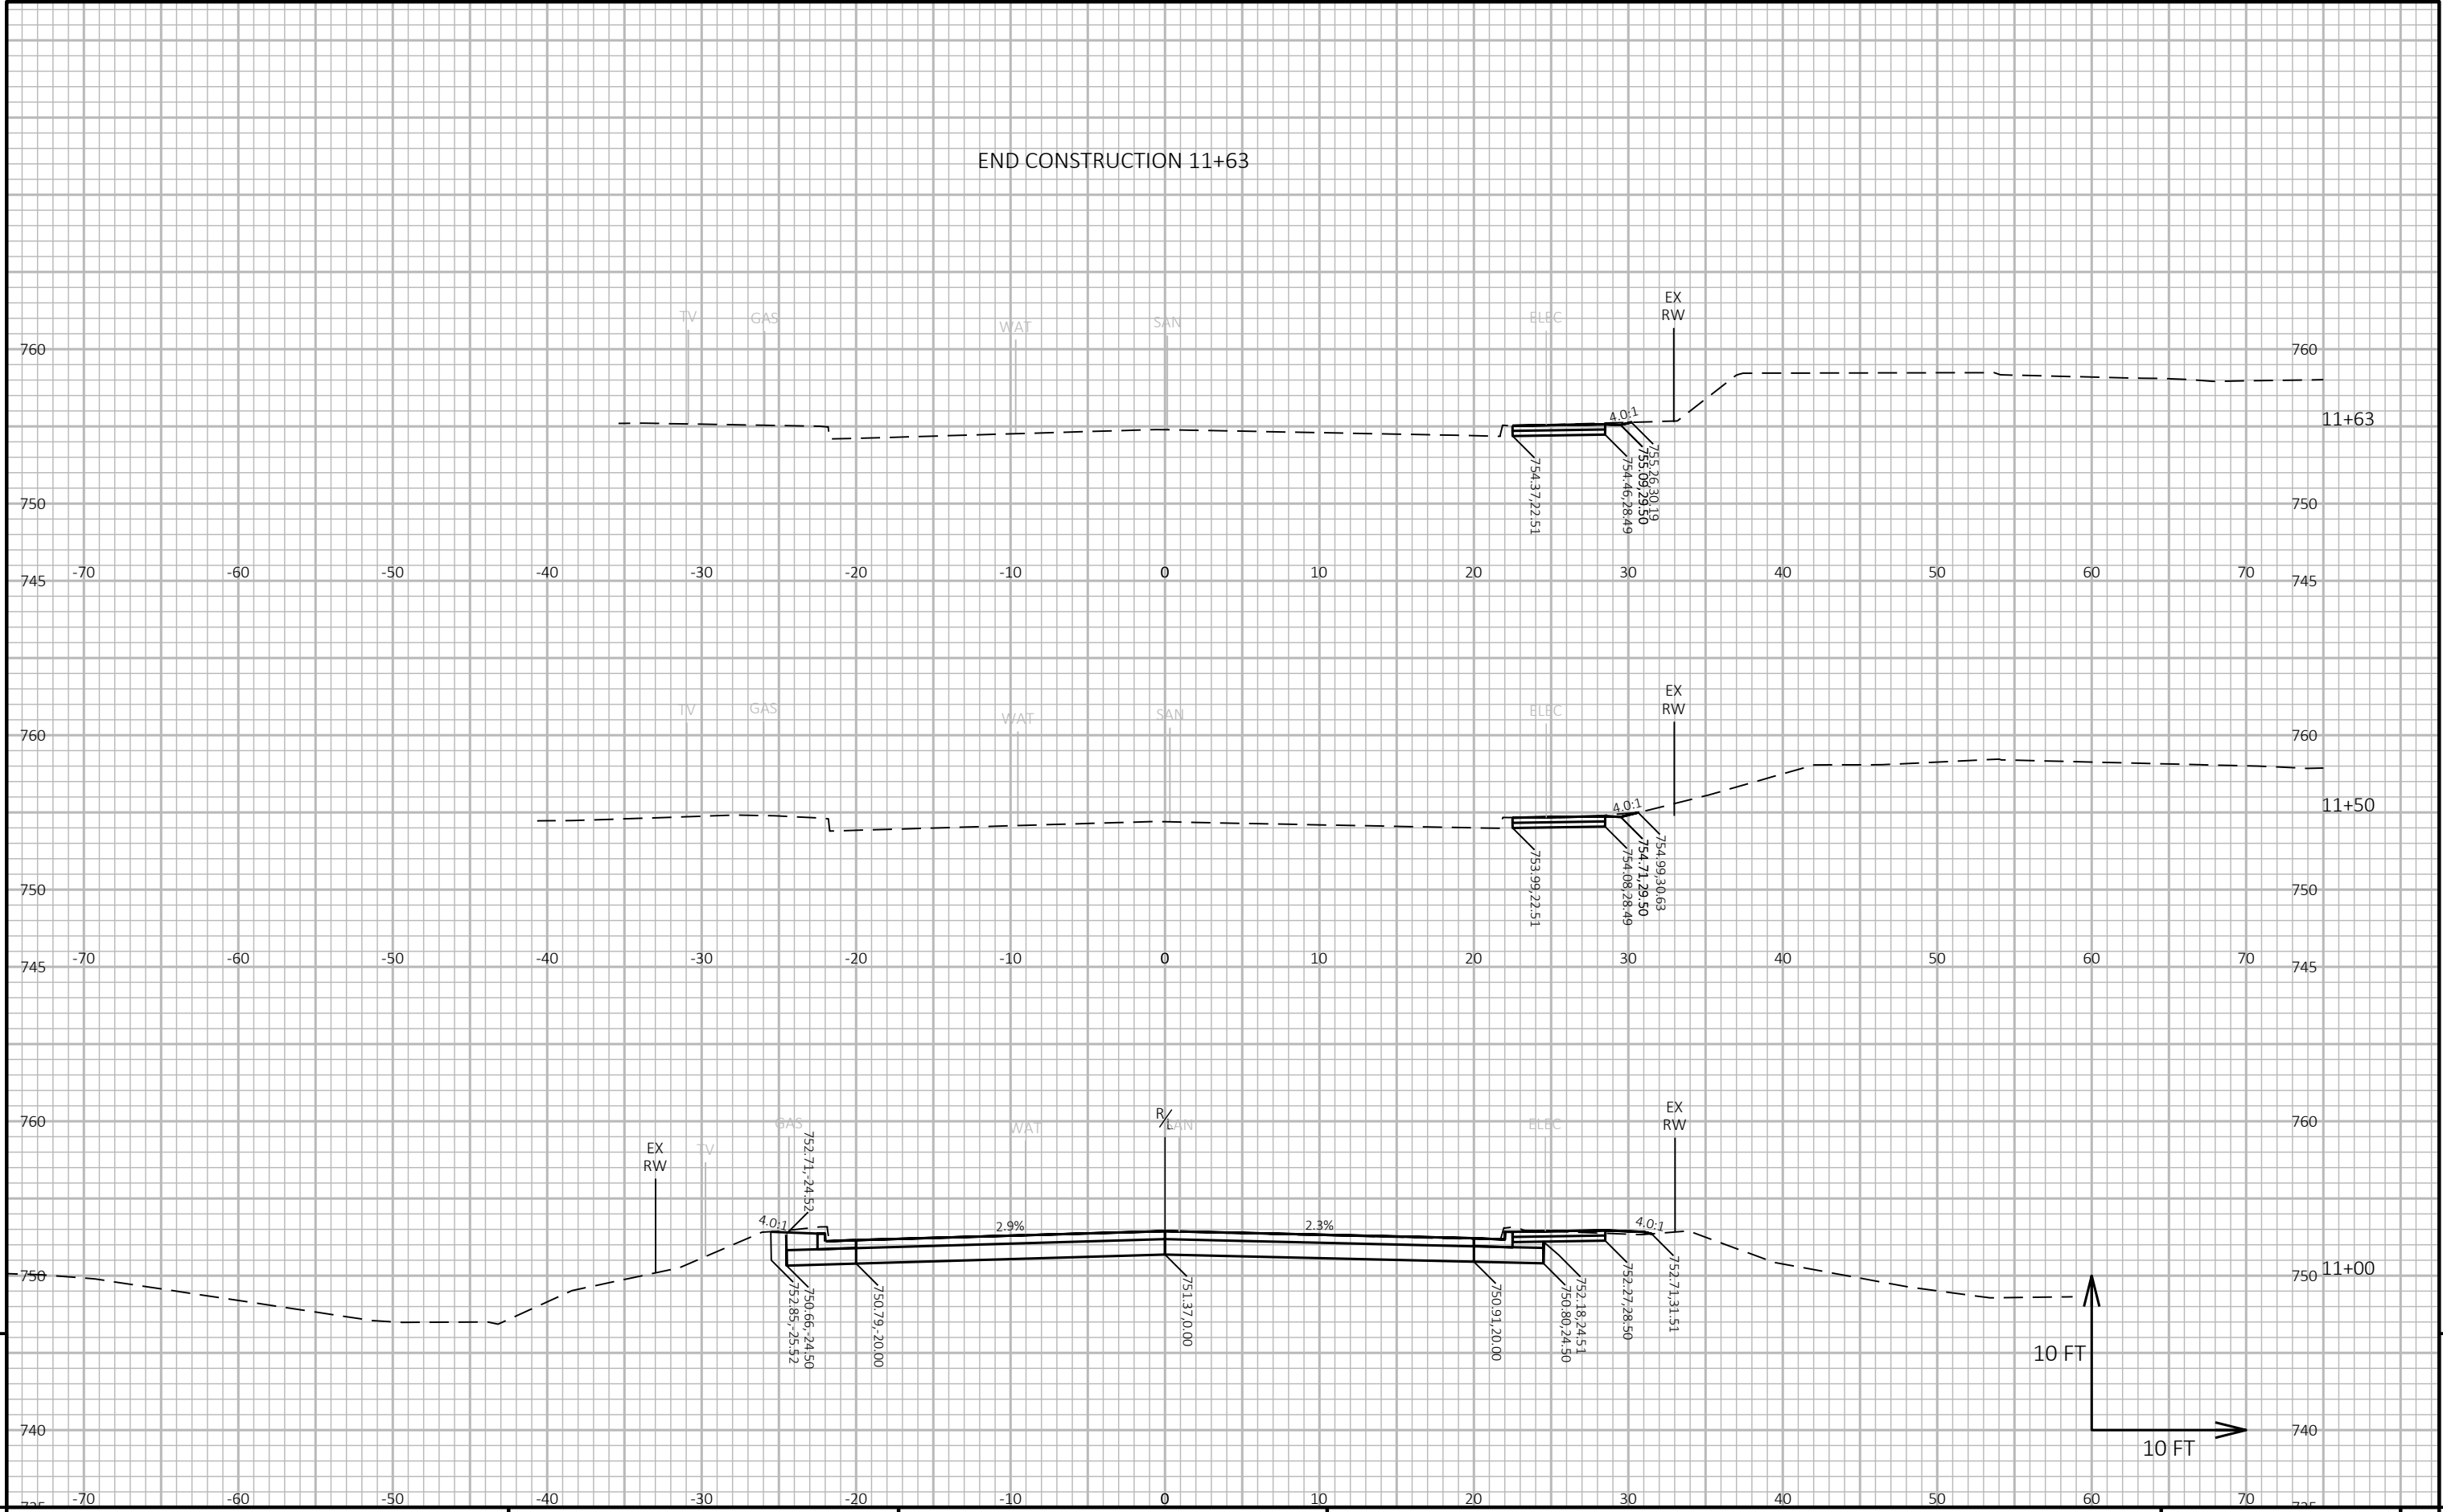 END CONSTRUCTION 11+63
TV GAS WAT SAN ELEC EX
RW
760 760
4.0:1
11+63
754.37,22.51
754.46,28.49
755.09,29.50
755.26,30.19
750 750
-70 -60 -50 -40 -30 -20 -10 0 10 20 30 40 50 60 70
745 745
TV GAS WAT SAN ELEC EX
RW
760 760
4.0:1
11+50
753.99,22.51
754.08,28.49
754.71,29.50
754.99,30.63
750 750
-70 -60 -50 -40 -30 -20 -10 0 10 20 30 40 50 60 70
745 745
760 760
EX
RW
TV GAS WAT R/L SAN ELEC EX
RW
752.71,-24.52
4.0:1 2.9% 2.3% 4.0:1
750 750
11+00
752.85,-25.52
750.66,-24.50
750.79,-20.00
751.37,0.00
750.91,20.00
750.80,24.50
752.18,24.51
752.27,28.50
752.71,31.51
10 FT
740 740
10 FT
-70 -60 -50 -40 -30 -20 -10 0 10 20 30 40 50 60 70
735 735